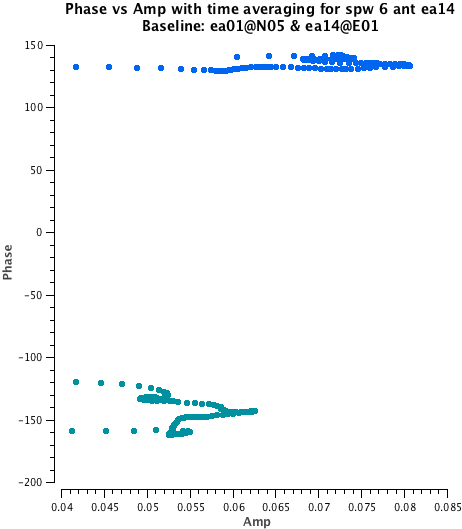 Phase vs Amp with time averaging for spw 6 ant ea14
Baseline: ea01@N05 & ea14@E01
150
100
50
0
-50
-100
-150
-200
Phase
0.04 0.045 0.05 0.055 0.06 0.065 0.07 0.075 0.08 0.085
Amp